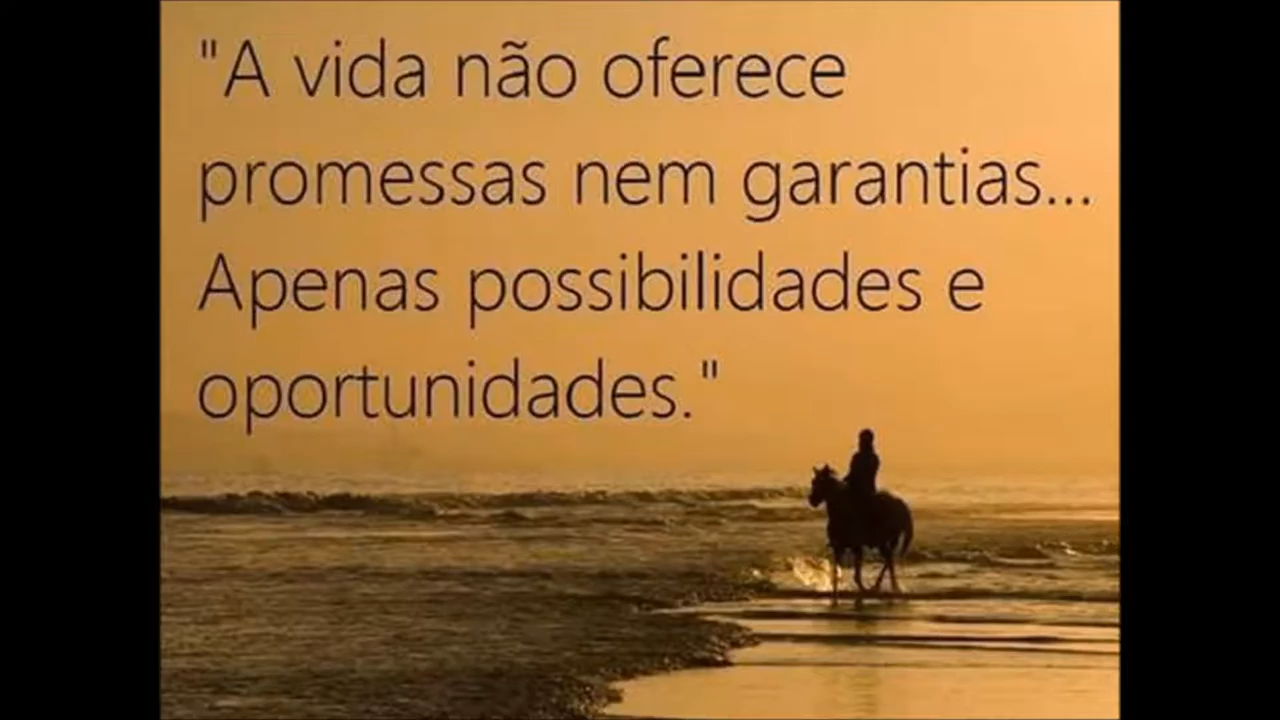 "A vida não oferece
promessas nem garantias...
Apenas possibilidades e
oportunidades."